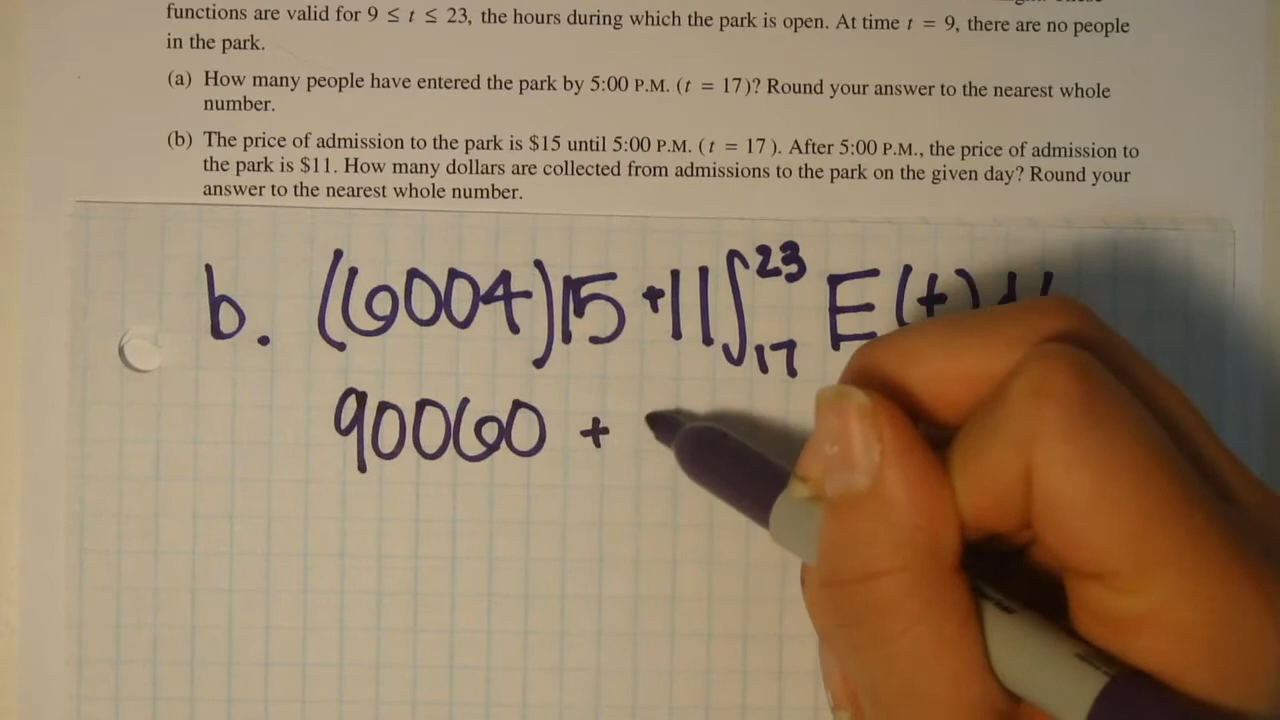 functions are valid for 9 ≤ t ≤ 23, the hours during which the park is open. At time t = 9, there are no people
in the park.
(a) How many people have entered the park by 5:00 P.M. (t = 17)? Round your answer to the nearest whole
number.
(b) The price of admission to the park is $15 until 5:00 P.M. (t = 17 ). After 5:00 P.M., the price of admission to
the park is $11. How many dollars are collected from admissions to the park on the given day? Round your
answer to the nearest whole number.
b. (6004)15 + 11∫₁₇²³ E(t)
90060 +